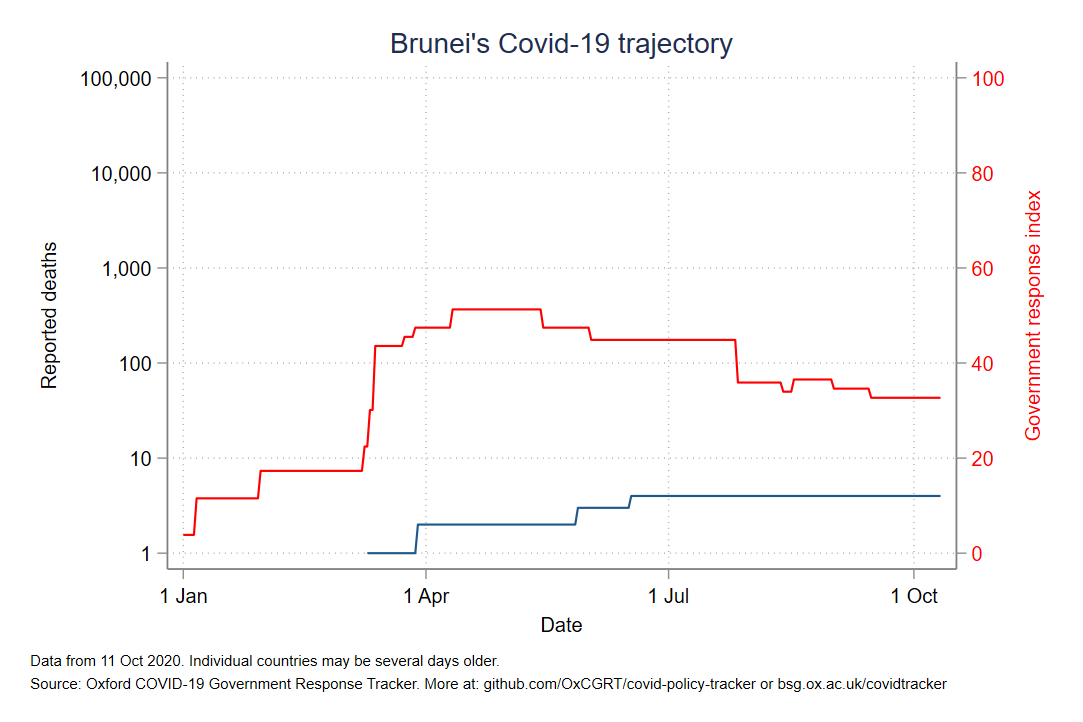 Brunei's Covid-19 trajectory
100,000
10,000
1,000
100
10
1
Reported deaths
100
80
60
40
20
0
Government response index
1 Jan
1 Apr
1 Jul
1 Oct
Date
Data from 11 Oct 2020. Individual countries may be several days older.
Source: Oxford COVID-19 Government Response Tracker. More at: github.com/OxCGRT/covid-policy-tracker or bsg.ox.ac.uk/covidtracker